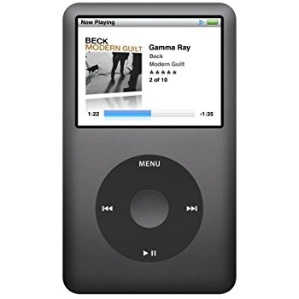 Now Playing
BECK
MODERN GUILT
Gamma Ray
Beck
Modern Guilt
2 of 10
1:22
-1:35
MENU